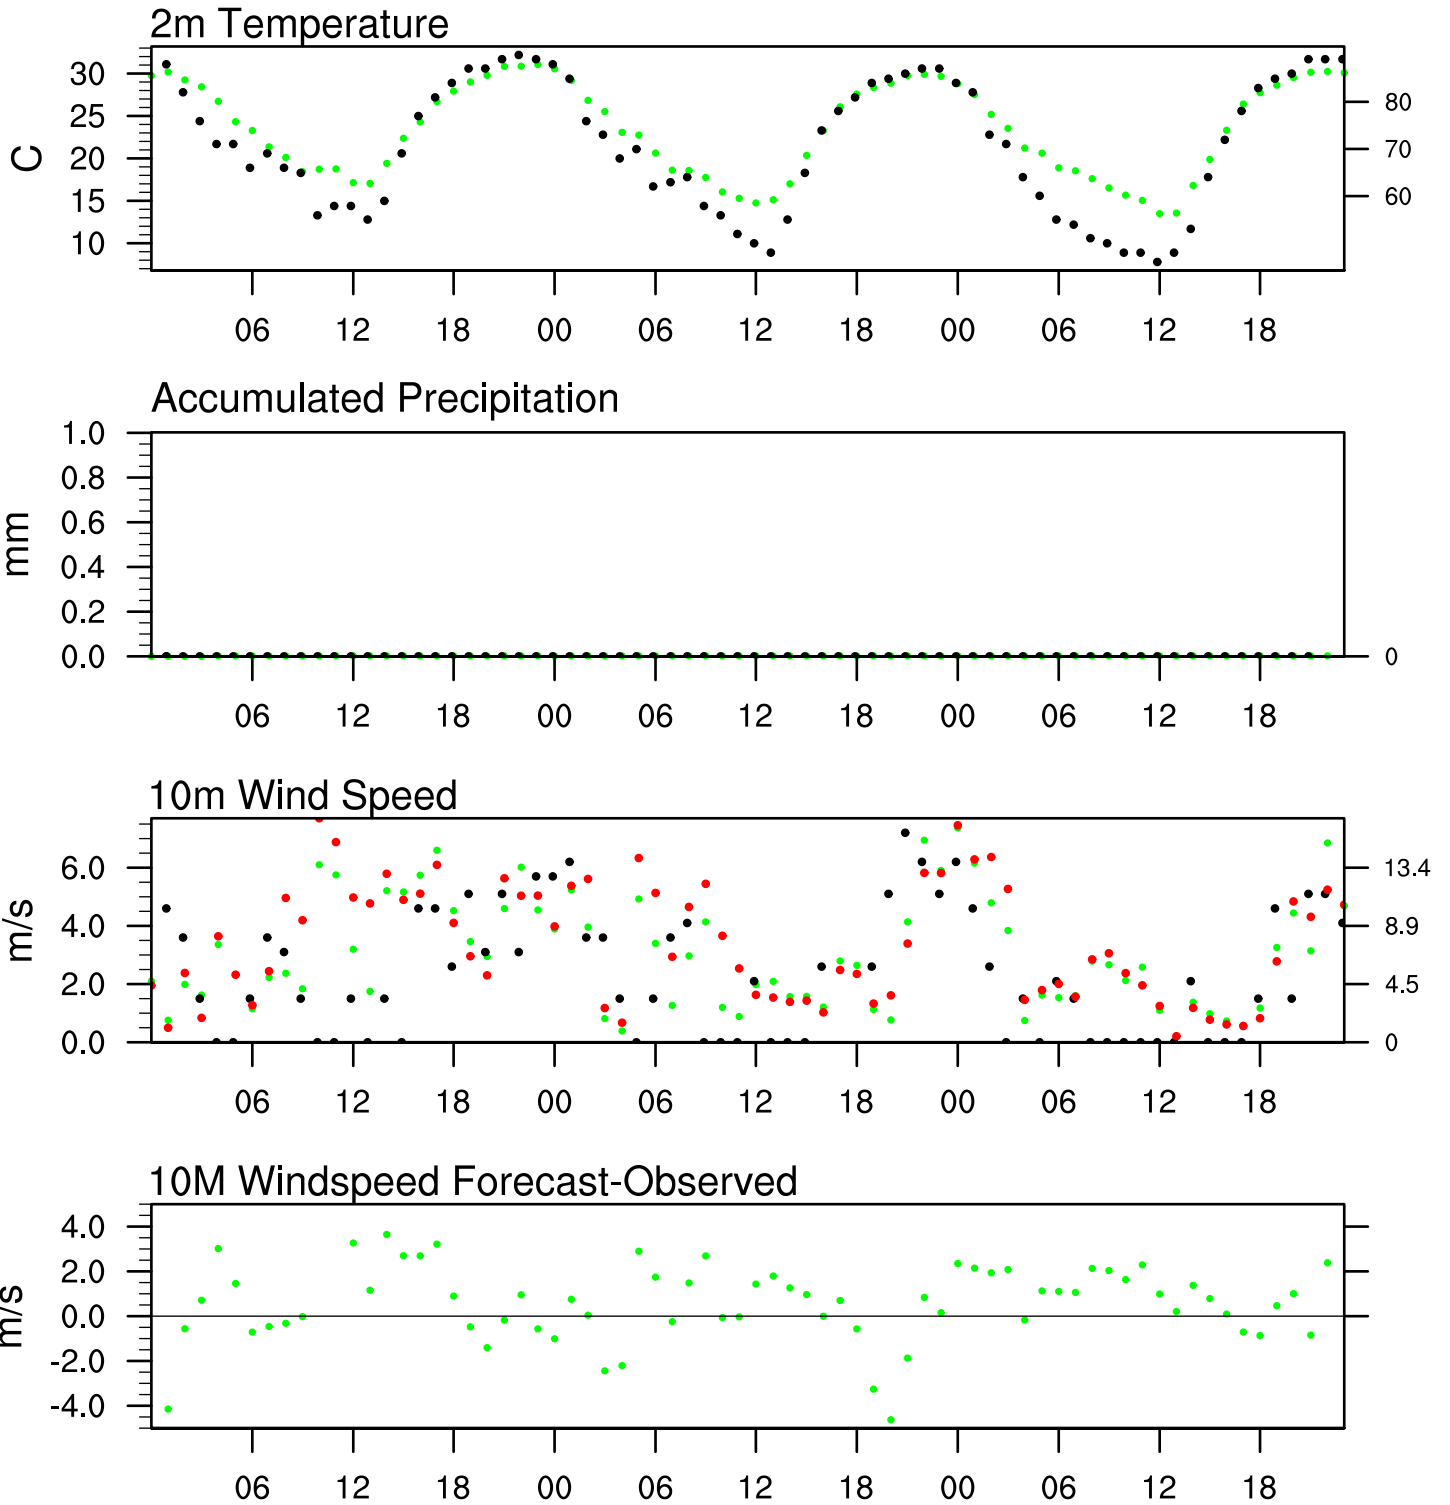 2m Temperature
30
25
20
15
10
C
80
70
60
06 12 18 00 06 12 18 00 06 12 18
Accumulated Precipitation
1.0
0.8
0.6
0.4
0.2
0.0
mm
0
06 12 18 00 06 12 18 00 06 12 18
10m Wind Speed
6.0
4.0
2.0
0.0
m/s
13.4
8.9
4.5
0
06 12 18 00 06 12 18 00 06 12 18
10M Windspeed Forecast-Observed
4.0
2.0
0.0
-2.0
-4.0
m/s
06 12 18 00 06 12 18 00 06 12 18